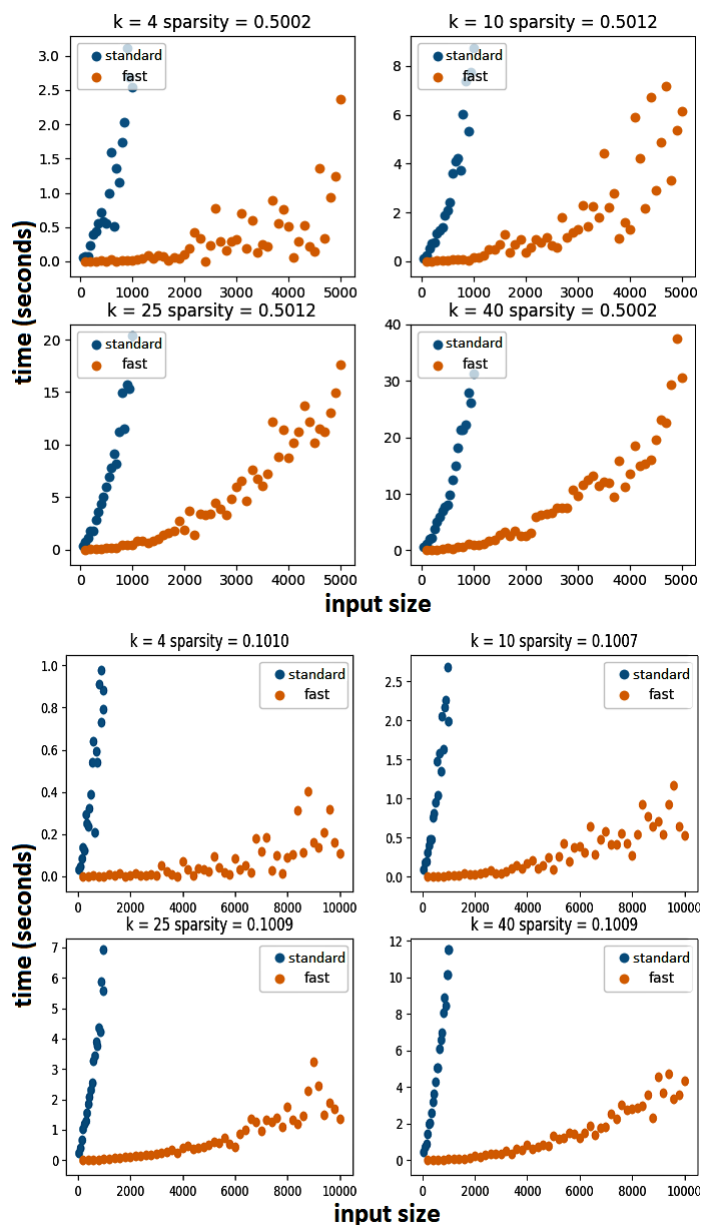 k = 4 sparsity = 0.5002
3.0
2.5
2.0
1.5
1.0
0.5
0.0
standard
fast
0 1000 2000 3000 4000 5000
k = 10 sparsity = 0.5012
8
6
4
2
0
standard
fast
0 1000 2000 3000 4000 5000
time (seconds)
k = 25 sparsity = 0.5012
20
15
10
5
0
standard
fast
0 1000 2000 3000 4000 5000
k = 40 sparsity = 0.5002
40
30
20
10
0
standard
fast
0 1000 2000 3000 4000 5000
input size
k = 4 sparsity = 0.1010
1.0
0.8
0.6
0.4
0.2
0.0
standard
fast
0 2000 4000 6000 8000 10000
k = 10 sparsity = 0.1007
2.5
2.0
1.5
1.0
0.5
0.0
standard
fast
0 2000 4000 6000 8000 10000
time (seconds)
k = 25 sparsity = 0.1009
7
6
5
4
3
2
1
0
standard
fast
0 2000 4000 6000 8000 10000
k = 40 sparsity = 0.1009
12
10
8
6
4
2
0
standard
fast
0 2000 4000 6000 8000 10000
input size